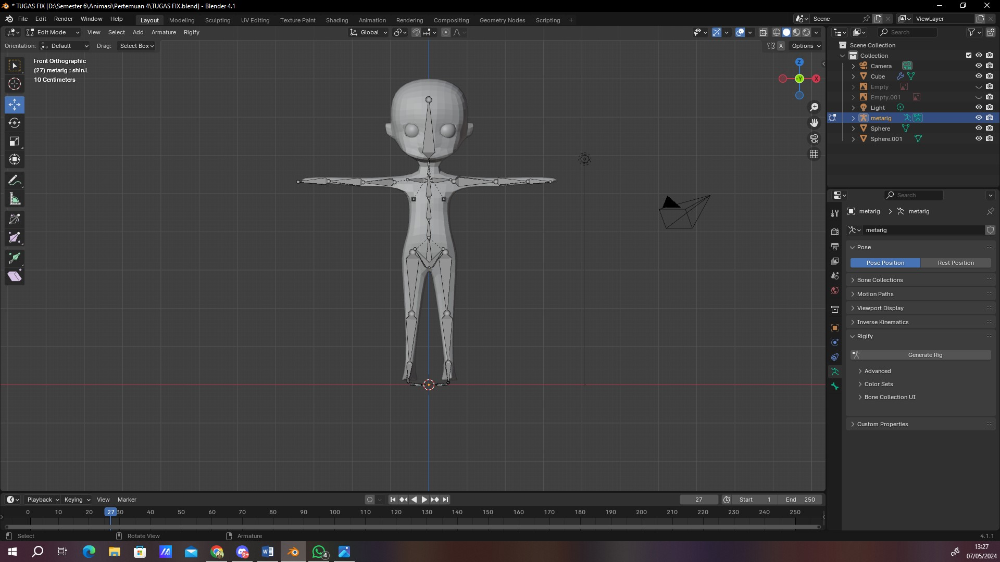 * TUGAS FIX [D:\Semester 6\Animasi\Pertemuan 4\TUGAS FIX.blend] - Blender 4.1
File Edit Render Window Help Layout Modeling Sculpting UV Editing Texture Paint Shading Animation Rendering Compositing Geometry Nodes Scripting + Scene ViewLayer
Edit Mode View Select Add Armature Rigify Global
Search
Orientation: Default Drag: Select Box X Options
Front Orthographic
(27) metarig : shin.L
10 Centimeters
Z
-Y
X
Scene Collection
Collection
Camera
Cube
Empty
Empty.001
Light
metarig
Sphere
Sphere.001
Search
metarig > metarig
metarig
Pose
Pose Position Rest Position
Bone Collections
Motion Paths
Viewport Display
Inverse Kinematics
Rigify
Generate Rig
Advanced
Color Sets
Bone Collection UI
Custom Properties
Playback Keying View Marker 27 Start 1 End 250
0 10 20 27 30 40 50 60 70 80 90 100 110 120 130 140 150 160 170 180 190 200 210 220 230 240 250
Select Rotate View Armature 4.1.1
9+
4
13:27
07/05/2024